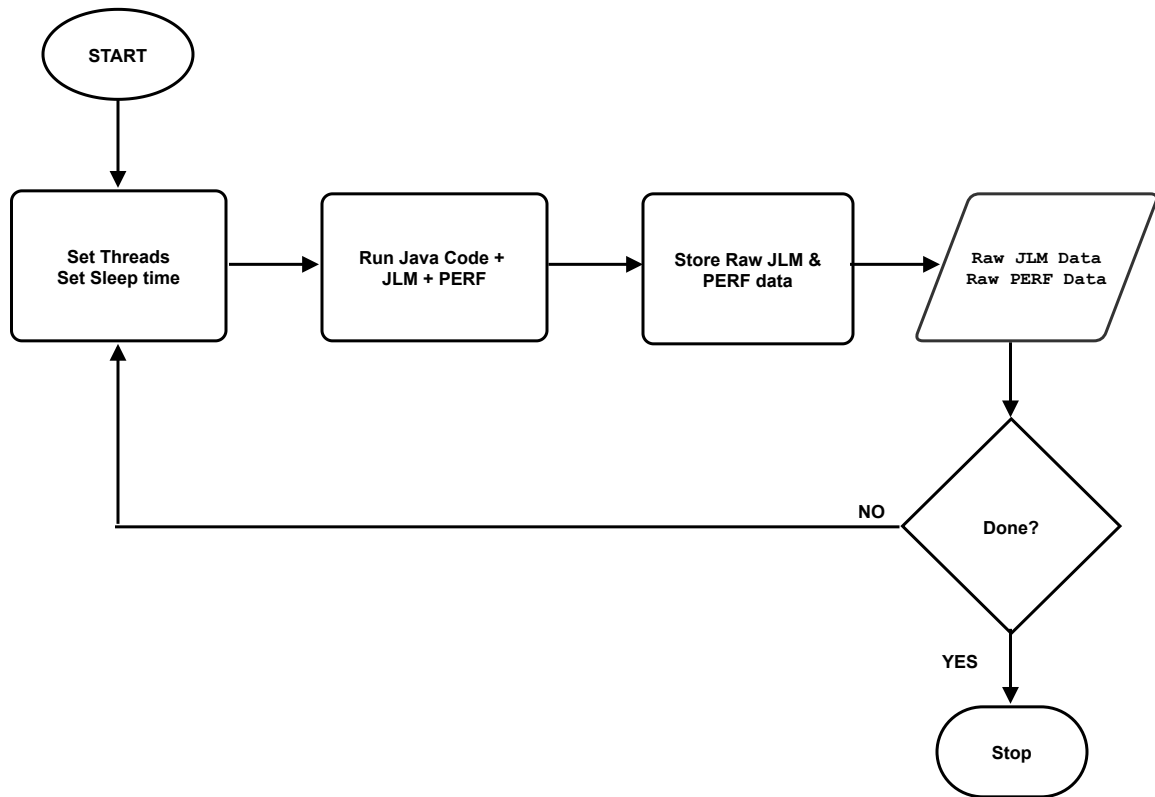 START
Set Threads
Set Sleep time
Run Java Code +
JLM + PERF
Store Raw JLM &
PERF data
Raw JLM Data
Raw PERF Data
NO
Done?
YES
Stop